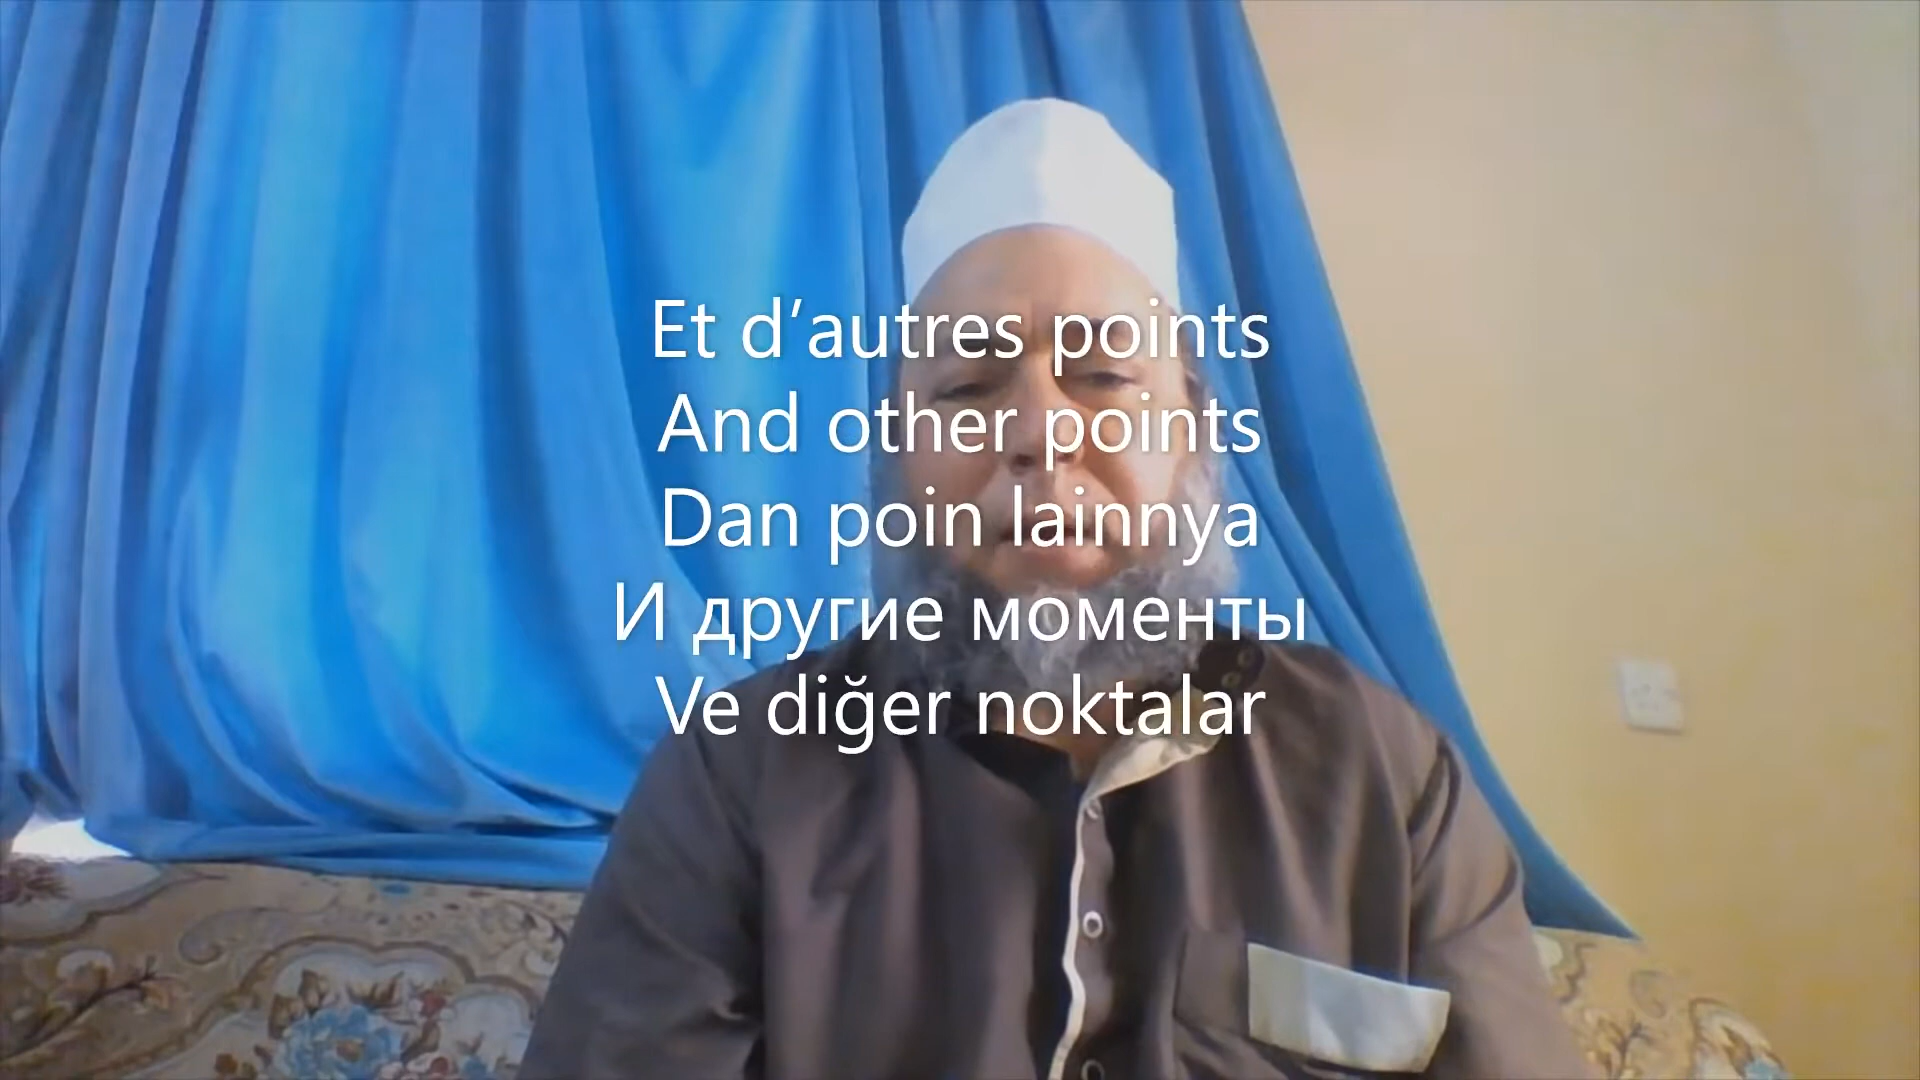 Et d’autres points
And other points
Dan poin lainnya
И другие моменты
Ve diğer noktalar